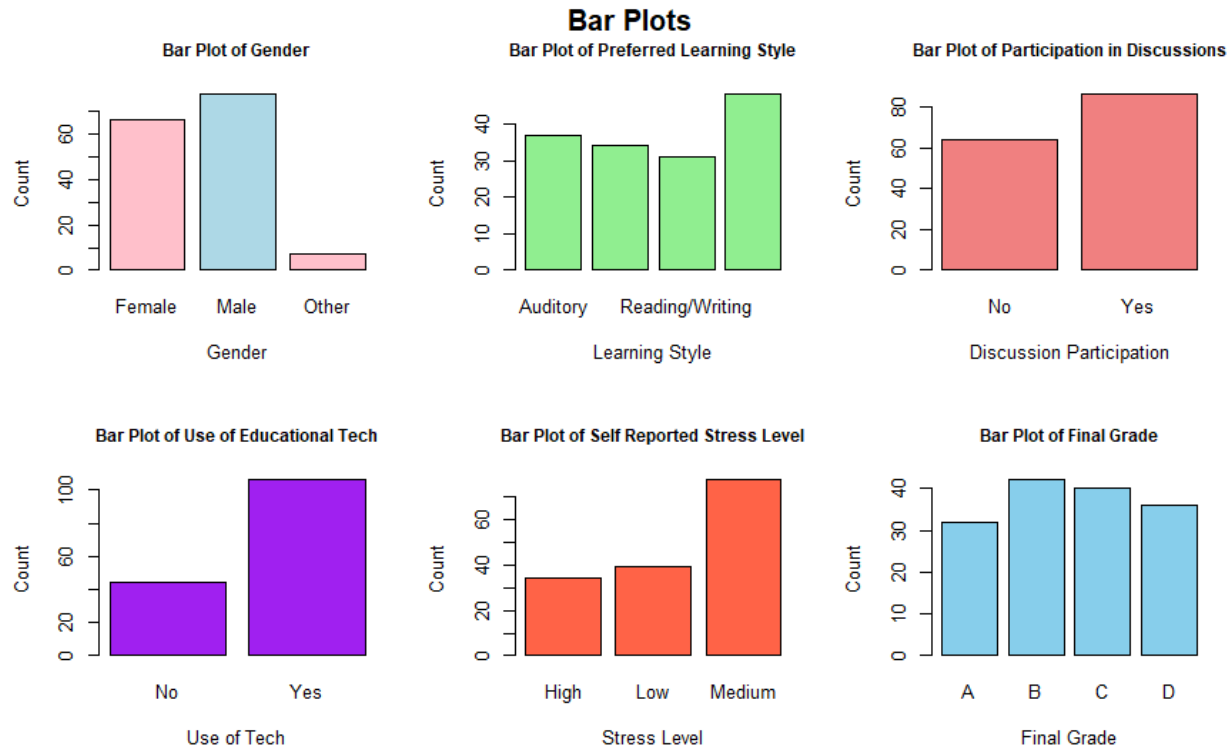 Bar Plots
Bar Plot of Gender
60
40
20
0
Count
Female Male Other
Gender
Bar Plot of Preferred Learning Style
40
30
20
10
0
Count
Auditory Reading/Writing
Learning Style
Bar Plot of Participation in Discussions
80
60
40
20
0
Count
No Yes
Discussion Participation
Bar Plot of Use of Educational Tech
100
60
20
0
Count
No Yes
Use of Tech
Bar Plot of Self Reported Stress Level
60
40
20
0
Count
High Low Medium
Stress Level
Bar Plot of Final Grade
40
30
20
10
0
Count
A B C D
Final Grade